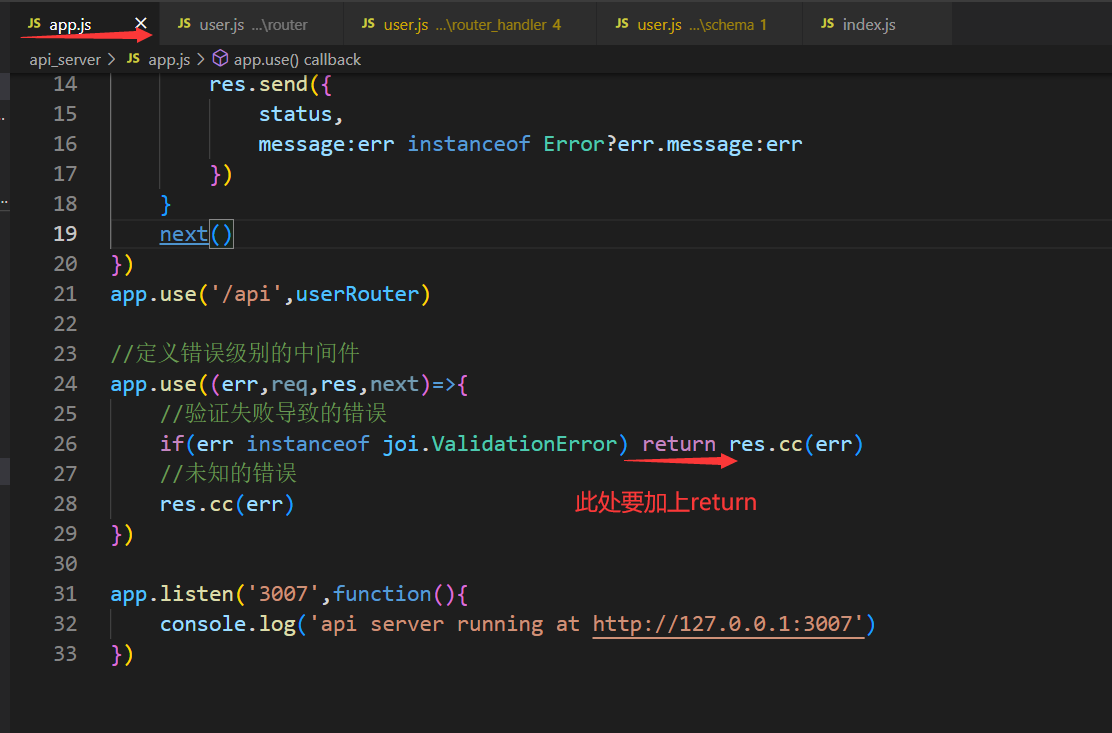 JS app.js × JS user.js ...\router JS user.js ...\router_handler 4 JS user.js ...\schema 1 JS index.js
api_server > JS app.js > app.use() callback
14 res.send({
15 status,
16 message:err instanceof Error?err.message:err
17 })
18 }
19 next()
20 })
21 app.use('/api',userRouter)
22
23 //定义错误级别的中间件
24 app.use((err,req,res,next)=>{
25 //验证失败导致的错误
26 if(err instanceof joi.ValidationError) return res.cc(err)
27 //未知的错误
28 res.cc(err)
此处要加上return
29 })
30
31 app.listen('3007',function(){
32 console.log('api server running at http://127.0.0.1:3007')
33 })